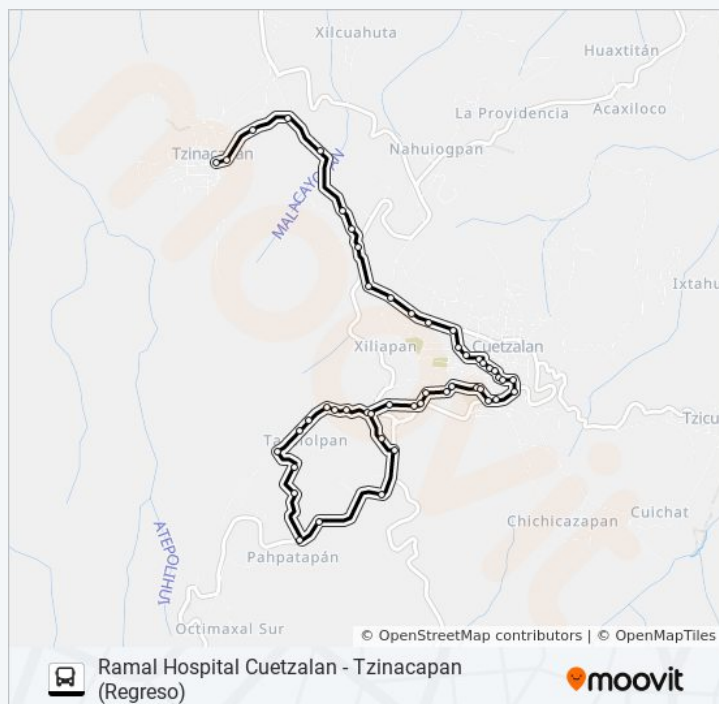 Xilcuahuta
Huaxtitán
La Providencia
Acaxiloco
Tzinacapan
Nahuiogpan
MALACAYOPAN
Ixtahu
Xiliapan
Cuetzalan
Tzicu
Chichicazapan
Cuichat
ATEPOLIHUI
Pahpatapán
Octimaxal Sur
© OpenStreetMap contributors | © OpenMapTiles
Ramal Hospital Cuetzalan - Tzinacapan
(Regreso)
moovit